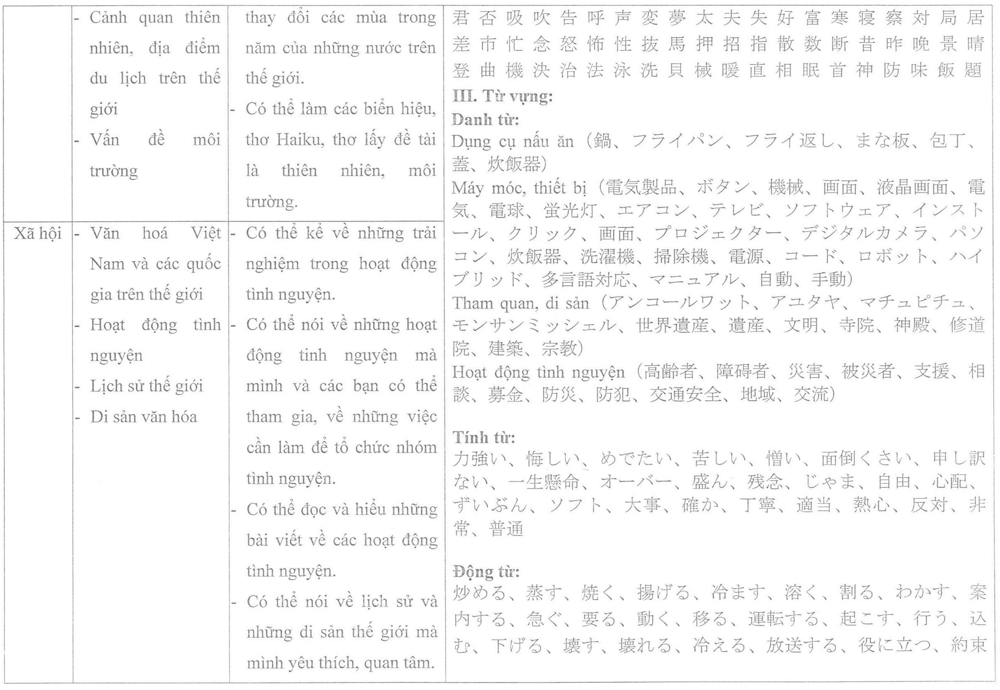 - Cảnh quan thiên
nhiên, địa điểm
du lịch trên thế
giới
- Vấn đề môi
trường
thay đổi các mùa trong
năm của những nước trên
thế giới.
- Có thể làm các biển hiệu,
thơ Haiku, thơ lấy đề tài
là thiên nhiên, môi
trường.
Xã hội
- Văn hoá Việt
Nam và các quốc
gia trên thế giới
- Hoạt động tình
nguyện
- Lịch sử thế giới
- Di sản văn hóa
- Có thể kể về những trải
nghiệm trong hoạt động
tình nguyện.
- Có thể nói về những hoạt
động tinh nguyện mà
mình và các bạn có thể
tham gia, về những việc
cần làm để tổ chức nhóm
tình nguyện.
- Có thể đọc và hiểu những
bài viết về các hoạt động
tình nguyện.
- Có thể nói về lịch sử và
những di sản thế giới mà
mình yêu thích, quan tâm.
君 否 吸 吹 告 呼 声 変 夢 太 夫 失 好 富 寒 寝 察 対 局 居
差 市 忙 念 怒 怖 性 抜 馬 押 招 指 散 数 断 昔 昨 晩 景 晴
登 曲 機 決 治 法 泳 洗 貝 械 暖 直 相 眠 首 神 防 味 飯 題
III. Từ vựng:
Danh từ:
Dụng cụ nấu ăn（鍋、フライパン、フライ返し、まな板、包丁、
蓋、炊飯器）
Máy móc, thiết bị（電気製品、ボタン、機械、画面、液晶画面、電
気、電球、蛍光灯、エアコン、テレビ、ソフトウェア、インスト
ール、クリック、画面、プロジェクター、デジタルカメラ、パソ
コン、炊飯器、洗濯機、掃除機、電源、コード、ロボット、ハイ
ブリッド、多言語対応、マニュアル、自動、手動）
Tham quan, di sản（アンコールワット、アユタヤ、マチュピチュ、
モンサンミッシェル、世界遺産、遺産、文明、寺院、神殿、修道
院、建築、宗教）
Hoạt động tình nguyện（高齢者、障碍者、災害、被災者、支援、相
談、募金、防災、防犯、交通安全、地域、交流）
Tính từ:
力強い、悔しい、めでたい、苦しい、憎い、面倒くさい、申し訳
ない、一生懸命、オーバー、盛ん、残念、じゃま、自由、心配、
ずいぶん、ソフト、大事、確か、丁寧、適当、熱心、反対、非
常、普通
Động từ:
炒める、蒸す、焼く、揚げる、冷ます、溶く、割る、わかす、案
内する、急ぐ、要る、動く、移る、運転する、起こす、行う、込
む、下げる、壊す、壊れる、冷える、放送する、役に立つ、約束